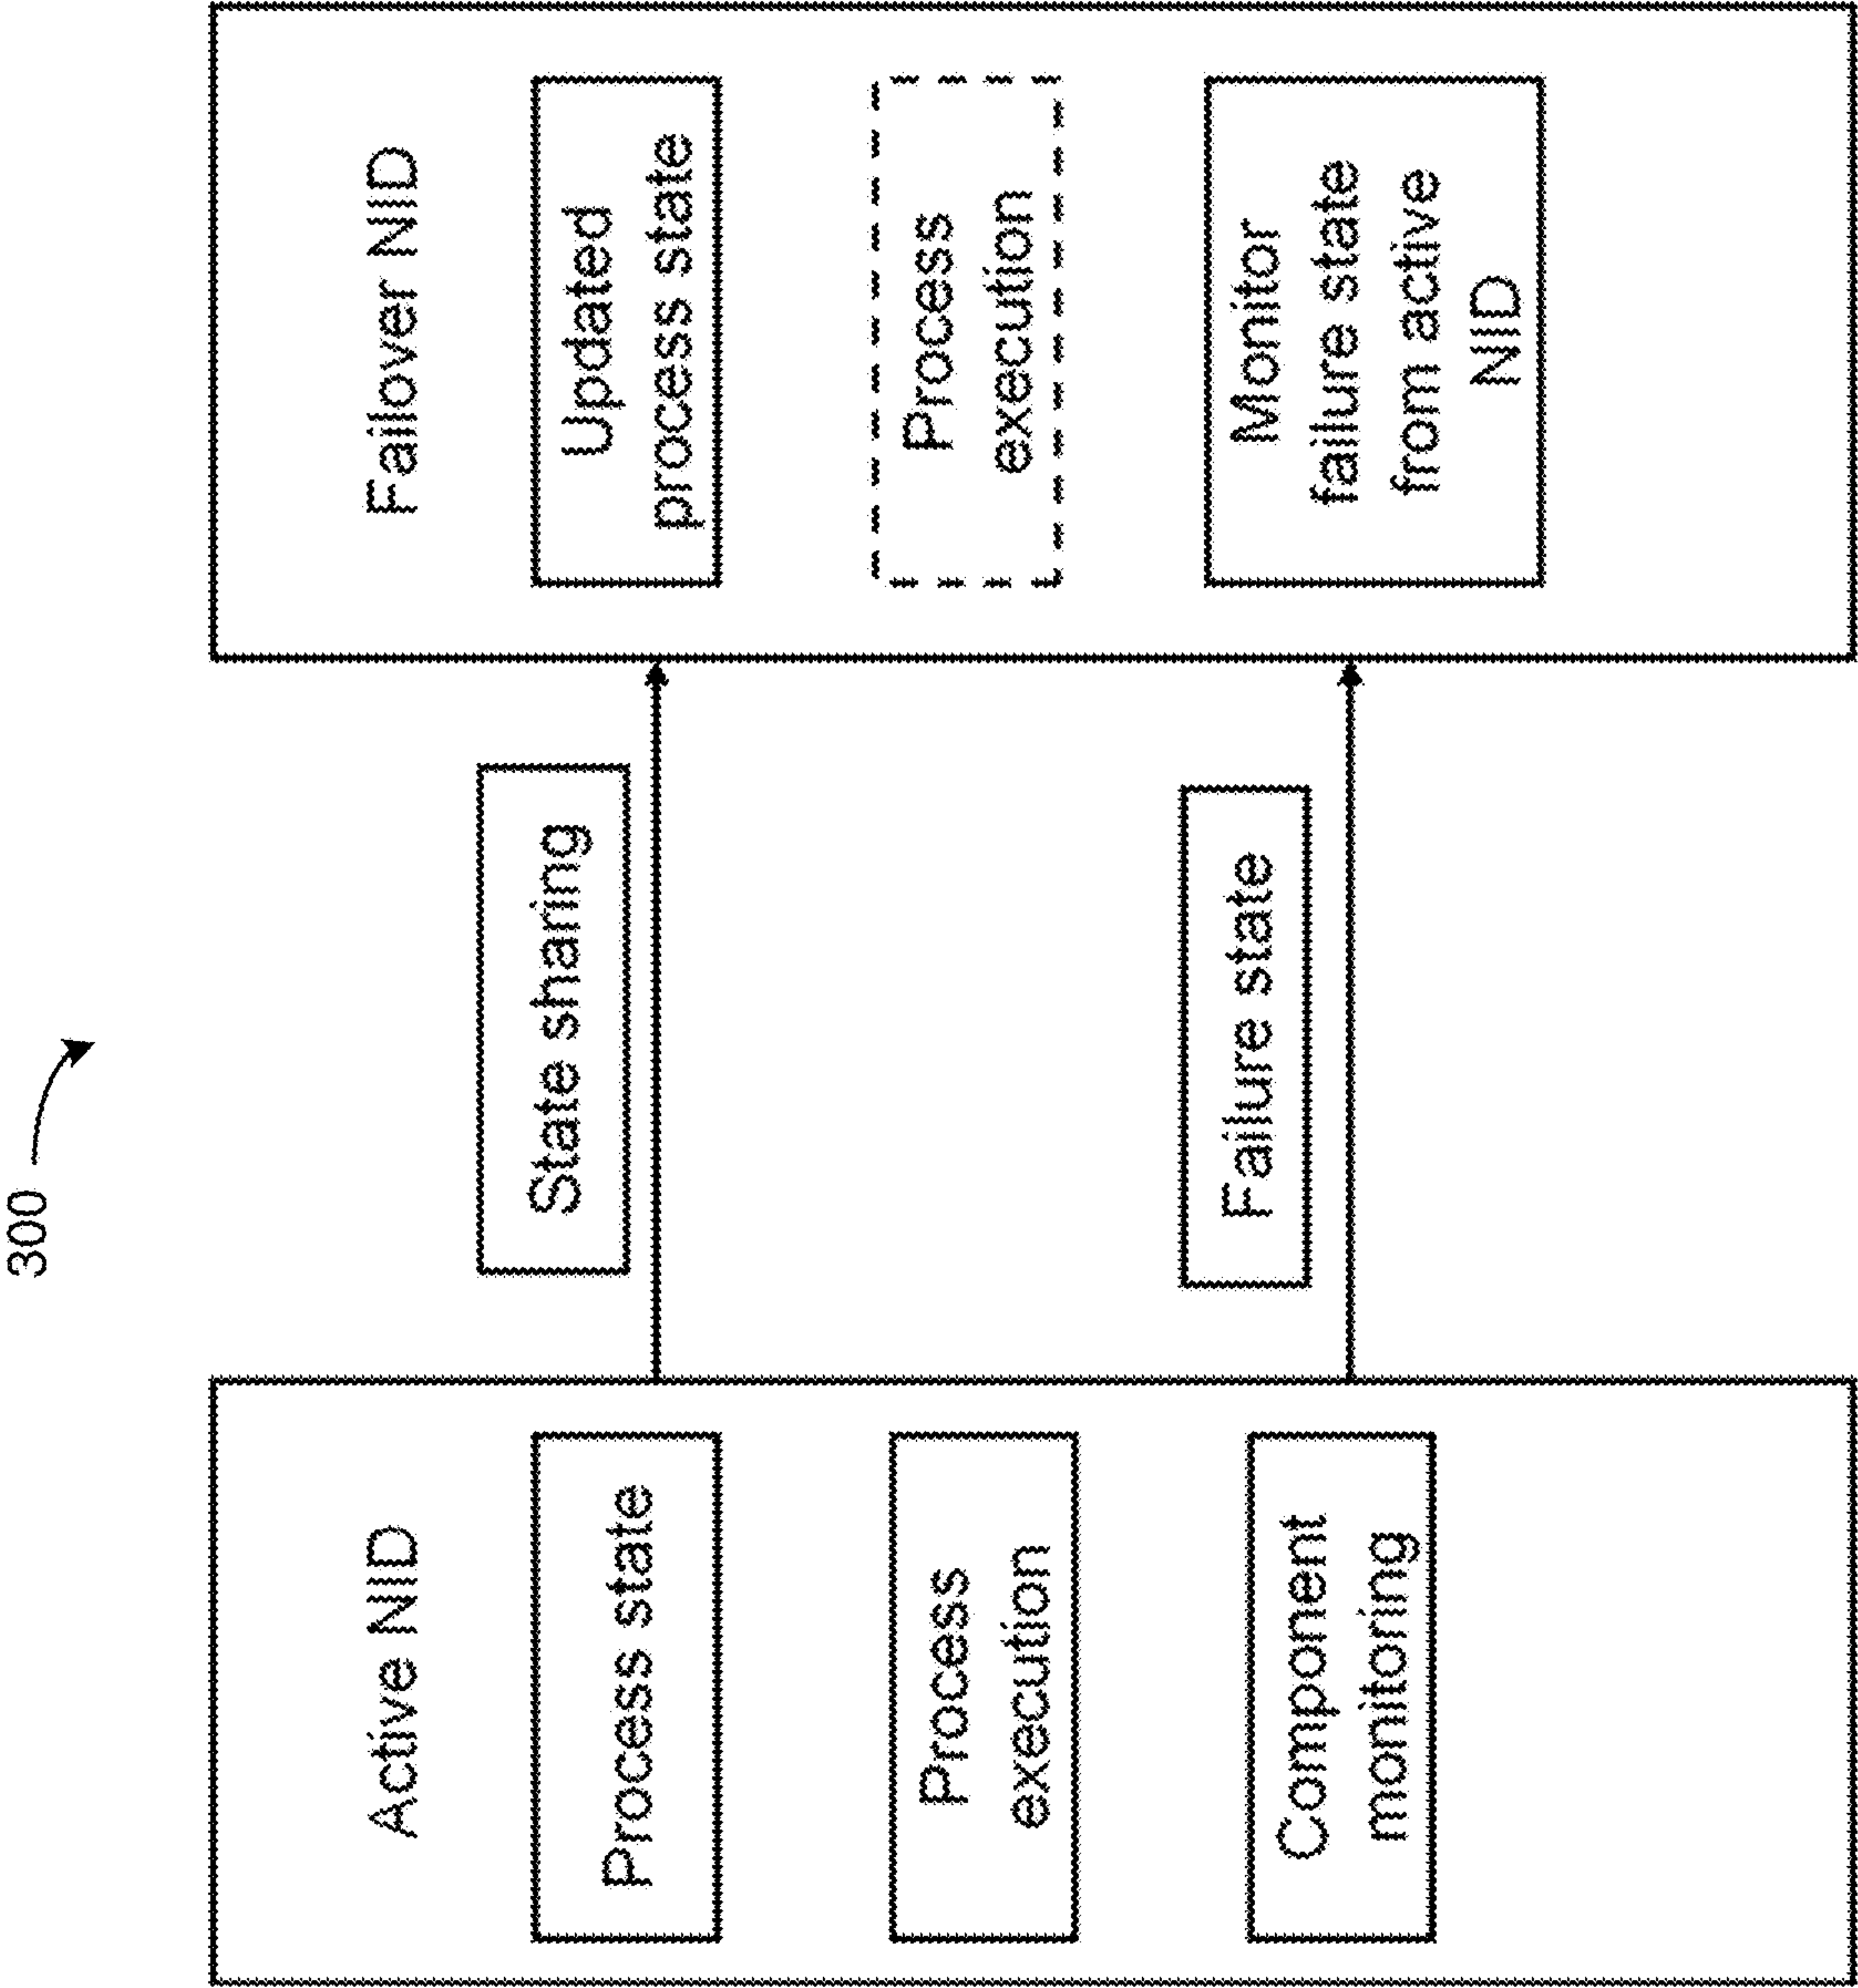 300
Active NID
Process state
Process
execution
Component
monitoring
State sharing
Failure state
Failover NID
Updated
process state
Process
execution
Monitor
failure state
from active
NID